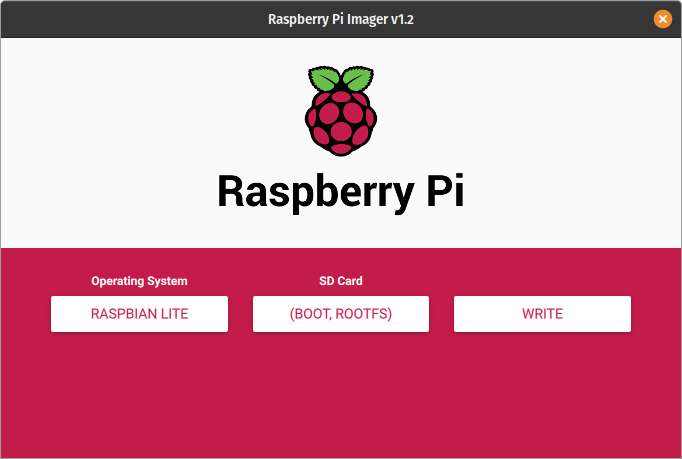 Raspberry Pi Imager v1.2
Raspberry Pi
Operating System
SD Card
RASPBIAN LITE
(BOOT, ROOTFS)
WRITE